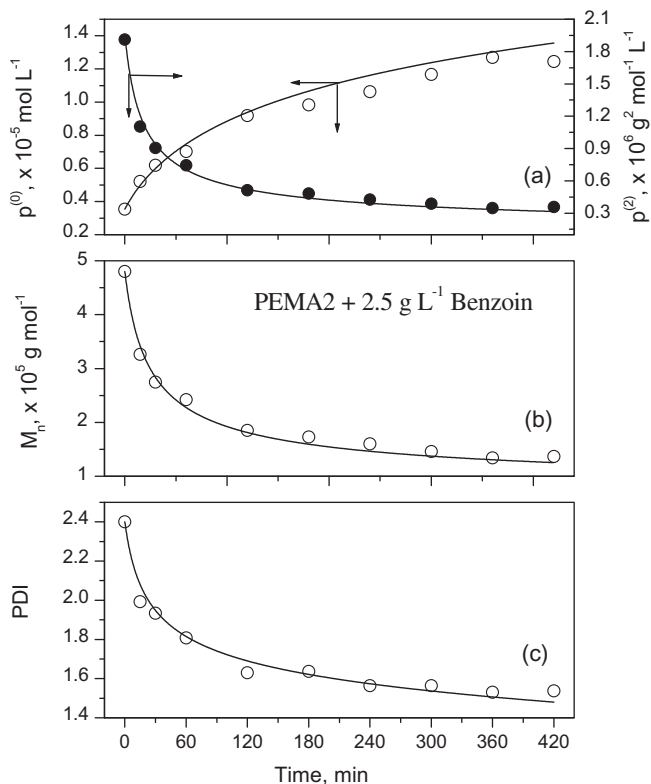 1.4
1.2
1.0
0.8
0.6
0.4
0.2
p(0), x 10-5 mol L-1
2.1
1.8
1.5
1.2
0.9
0.6
0.3
p(2), x 106 g2 mol-1 L-1
(a)
5
4
3
2
1
Mn, x 105 g mol-1
PEMA2 + 2.5 g L-1 Benzoin
(b)
2.4
2.2
2.0
1.8
1.6
1.4
PDI
(c)
0 60 120 180 240 300 360 420
Time, min